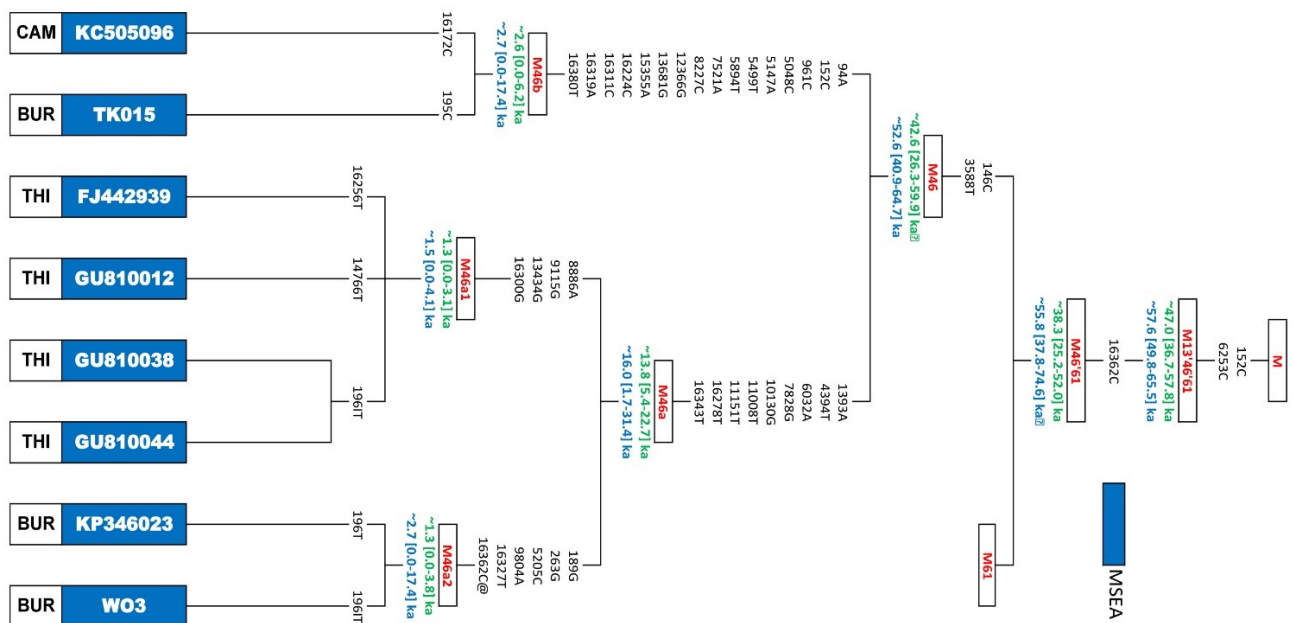 M
152C
6253C
M13'46'61
~47.0 [36.7-57.8] ka
~57.6 [49.8-65.5] ka
16362C
M46'61
~38.3 [25.2-52.0] ka
~55.8 [37.8-74.6] ka⍰
MSEA
146C
3588T
M46
~42.6 [26.3-59.9] ka⍰
~52.6 [40.9-64.7] ka
M61
94A
152C
961C
5048C
5147A
5499T
5894T
7521A
8227C
12366G
13681G
15355A
16224C
16311C
16319A
16380T
M46b
~2.6 [0.0-6.2] ka
~2.7 [0.0-17.4] ka
1393A
4394T
6032A
7828G
10130G
11008T
11151T
16278T
16343T
M46a
~13.8 [5.4-22.7] ka
~16.0 [1.7-31.4] ka
8886A
9115G
13434G
16300G
M46a1
~1.3 [0.0-3.1] ka
~1.5 [0.0-4.1] ka
189G
263G
5205C
9804A
16327T
16362C@
M46a2
~1.3 [0.0-3.8] ka
~2.7 [0.0-17.4] ka
16172C
195C
16256T
14766T
196IT
196T
196IT
CAM KC505096
BUR TK015
THI FJ442939
THI GU810012
THI GU810038
THI GU810044
BUR KP346023
BUR WO3